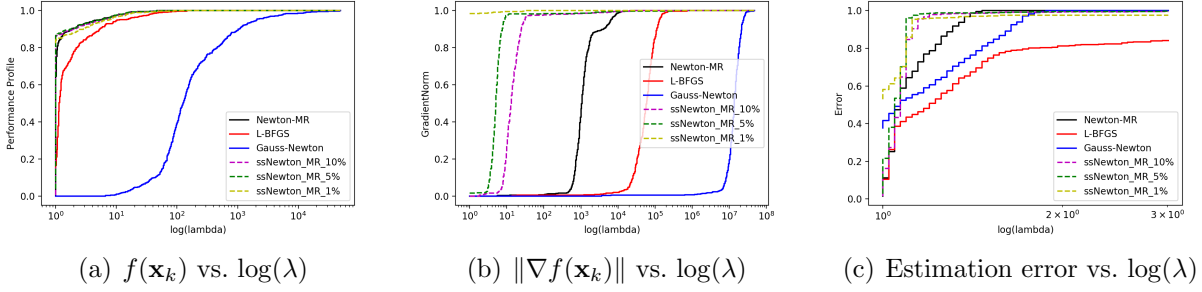 Performance Profile
1.0
0.8
0.6
0.4
0.2
0.0
Newton-MR
L-BFGS
Gauss-Newton
ssNewton_MR_10%
ssNewton_MR_5%
ssNewton_MR_1%
10^0 10^1 10^2 10^3 10^4
log(lambda)
(a) f(x_k) vs. log(λ)
GradientNorm
1.0
0.8
0.6
0.4
0.2
0.0
Newton-MR
L-BFGS
Gauss-Newton
ssNewton_MR_10%
ssNewton_MR_5%
ssNewton_MR_1%
10^0 10^1 10^2 10^3 10^4 10^5 10^6 10^7 10^8
log(lambda)
(b) ‖∇f(x_k)‖ vs. log(λ)
Error
1.0
0.8
0.6
0.4
0.2
0.0
Newton-MR
L-BFGS
Gauss-Newton
ssNewton_MR_10%
ssNewton_MR_5%
ssNewton_MR_1%
10^0 2 × 10^0 3 × 10^0
log(lambda)
(c) Estimation error vs. log(λ)